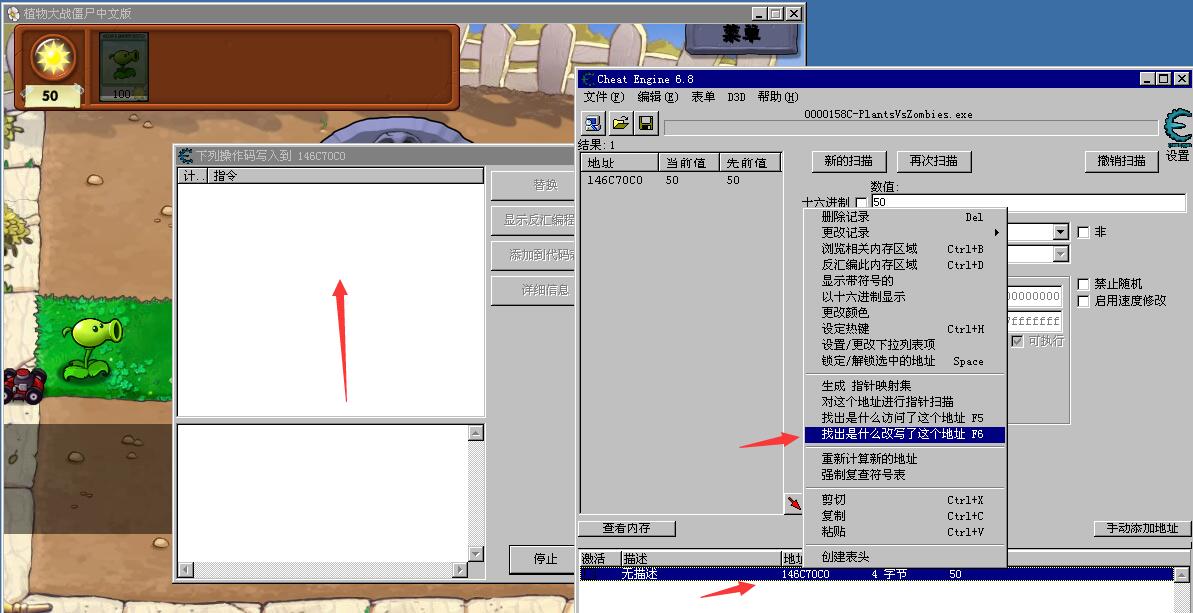 植物大战僵尸中文版
菜单
50
100
下列操作码写入到 146C70C0
计.. 指令
替换
显示反汇编程
添加到代码
详细信息
停止
Cheat Engine 6.8
文件(F) 编辑(E) 表单 D3D 帮助(H)
0000158C-PlantsVsZombies.exe
设置
结果: 1
地址 当前值 先前值
146C70C0 50 50
新的扫描 再次扫描 撤销扫描
数值:
十六进制 50
非
禁止随机
启用速度修改
00000000
7fffffff
可执行
删除记录 Del
更改记录
浏览相关内存区域 Ctrl+B
反汇编此内存区域 Ctrl+D
显示带符号的
以十六进制显示
更改颜色
设定热键 Ctrl+H
设置/更改下拉列表项
锁定/解锁选中的地址 Space
生成 指针映射集
对这个地址进行指针扫描
找出是什么访问了这个地址 F5
找出是什么改写了这个地址 F6
重新计算新的地址
强制复查符号表
剪切 Ctrl+X
复制 Ctrl+C
粘贴 Ctrl+V
创建表头
查看内存 手动添加地址
激活 描述 地址
无描述 146C70C0 4 字节 50